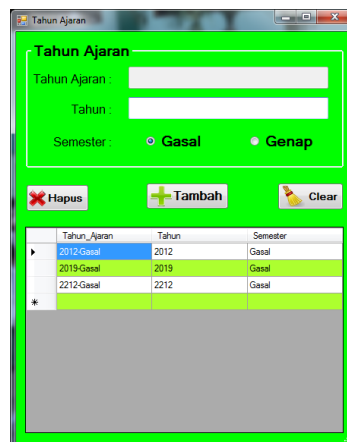 Tahun Ajaran
Tahun Ajaran
Tahun Ajaran :
Tahun :
Semester : Gasal Genap
Hapus Tambah Clear
Tahun_Ajaran Tahun Semester
2012-Gasal 2012 Gasal
2019-Gasal 2019 Gasal
2212-Gasal 2212 Gasal